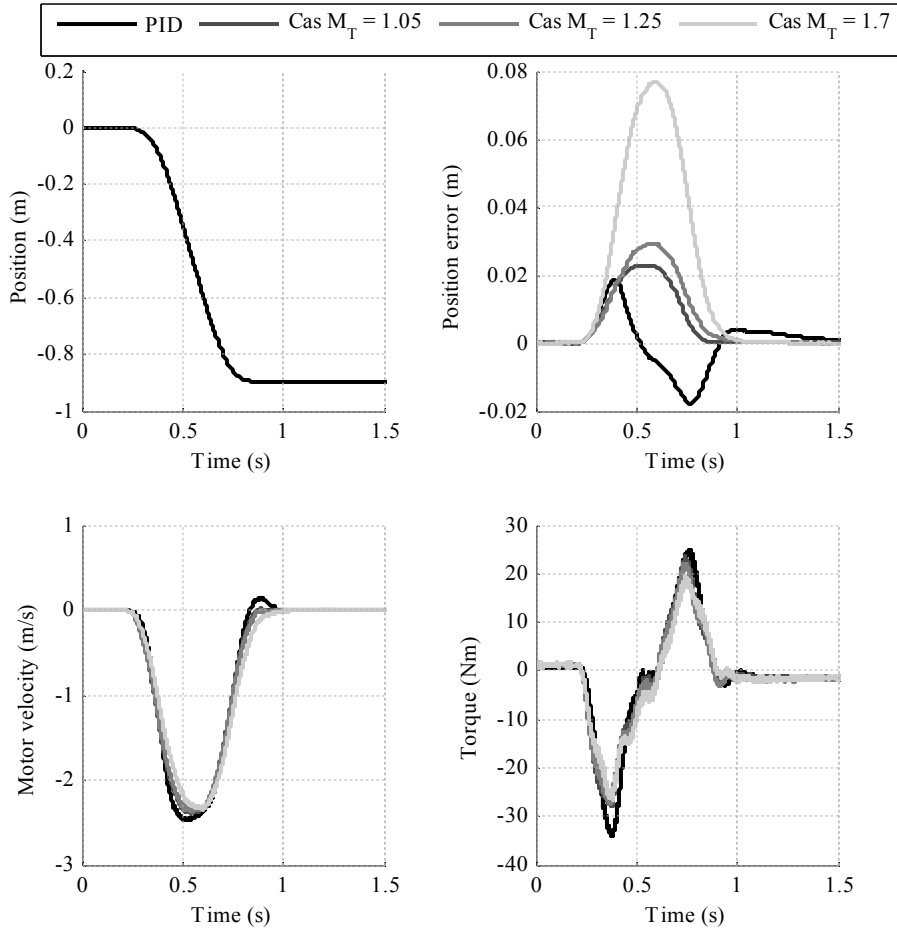 PID Cas M_T = 1.05 Cas M_T = 1.25 Cas M_T = 1.7
0.2
0
-0.2
-0.4
-0.6
-0.8
-1
Position (m)
0 0.5 1 1.5
Time (s)
0.08
0.06
0.04
0.02
0
-0.02
Position error (m)
0 0.5 1 1.5
Time (s)
1
0
-1
-2
-3
Motor velocity (m/s)
0 0.5 1 1.5
Time (s)
30
20
10
0
-10
-20
-30
-40
Torque (Nm)
0 0.5 1 1.5
Time (s)